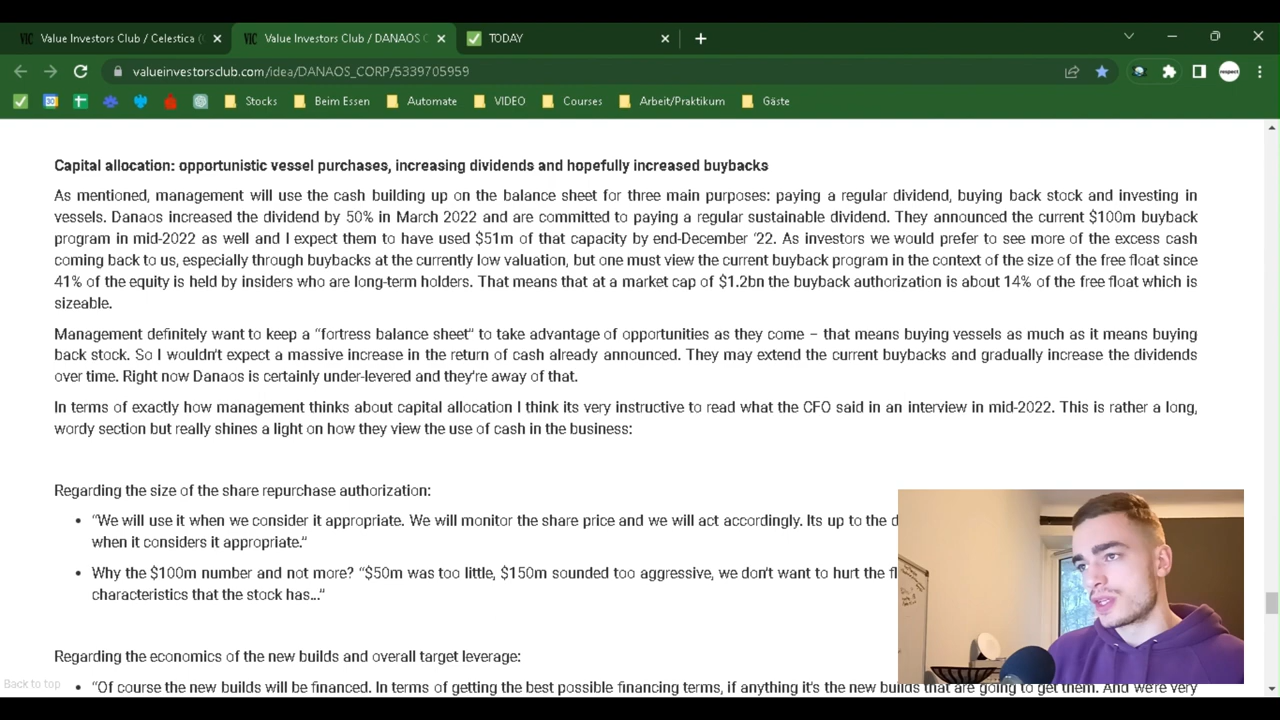 Value Investors Club / Celestica (
Value Investors Club / DANAOS C
TODAY
valueinvestorsclub.com/idea/DANAOS_CORP/5339705959
Stocks
Beim Essen
Automate
VIDEO
Courses
Arbeit/Praktikum
Gäste
Capital allocation: opportunistic vessel purchases, increasing dividends and hopefully increased buybacks
As mentioned, management will use the cash building up on the balance sheet for three main purposes: paying a regular dividend, buying back stock and investing in
vessels. Danaos increased the dividend by 50% in March 2022 and are committed to paying a regular sustainable dividend. They announced the current $100m buyback
program in mid-2022 as well and I expect them to have used $51m of that capacity by end-December '22. As investors we would prefer to see more of the excess cash
coming back to us, especially through buybacks at the currently low valuation, but one must view the current buyback program in the context of the size of the free float since
41% of the equity is held by insiders who are long-term holders. That means that at a market cap of $1.2bn the buyback authorization is about 14% of the free float which is
sizeable.
Management definitely want to keep a “fortress balance sheet” to take advantage of opportunities as they come – that means buying vessels as much as it means buying
back stock. So I wouldn't expect a massive increase in the return of cash already announced. They may extend the current buybacks and gradually increase the dividends
over time. Right now Danaos is certainly under-levered and they're away of that.
In terms of exactly how management thinks about capital allocation I think its very instructive to read what the CFO said in an interview in mid-2022. This is rather a long,
wordy section but really shines a light on how they view the use of cash in the business:
Regarding the size of the share repurchase authorization:
• “We will use it when we consider it appropriate. We will monitor the share price and we will act accordingly. Its up to the d
when it considers it appropriate.”
• Why the $100m number and not more? “$50m was too little, $150m sounded too aggressive, we don't want to hurt the fl
characteristics that the stock has…”
Regarding the economics of the new builds and overall target leverage:
• “Of course the new builds will be financed. In terms of getting the best possible financing terms, if anything it's the new builds that are going to get them. And we're very
Back to top